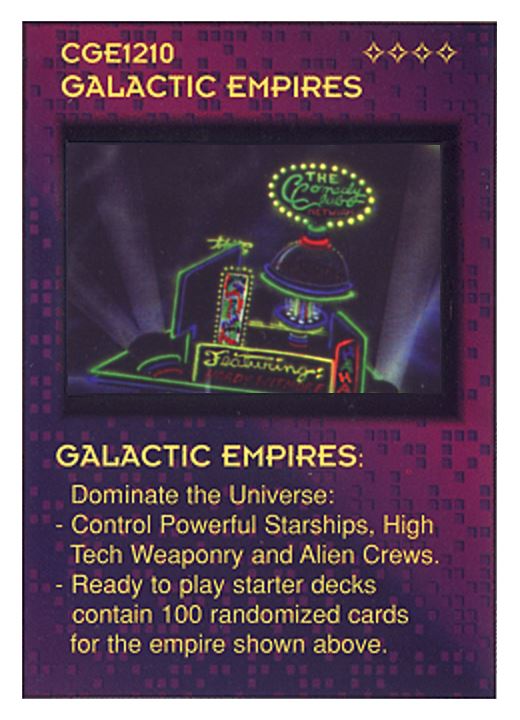 CGE1210
GALACTIC EMPIRES
THE
Comedy
Club
NETWORK
Featuring:
GALACTIC EMPIRES:
Dominate the Universe:
- Control Powerful Starships, High
Tech Weaponry and Alien Crews.
- Ready to play starter decks
contain 100 randomized cards
for the empire shown above.